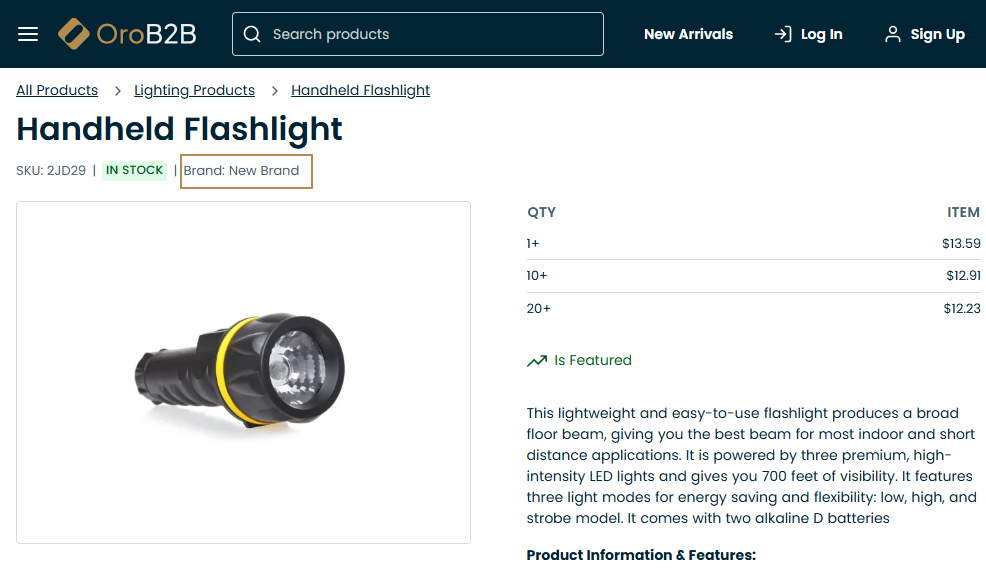 OroB2B
Search products
New Arrivals
Log In
Sign Up
All Products > Lighting Products > Handheld Flashlight
Handheld Flashlight
SKU: 2JD29 | IN STOCK | Brand: New Brand
QTY ITEM
1+ $13.59
10+ $12.91
20+ $12.23
Is Featured
This lightweight and easy-to-use flashlight produces a broad
floor beam, giving you the best beam for most indoor and short
distance applications. It is powered by three premium, high-
intensity LED lights and gives you 700 feet of visibility. It features
three light modes for energy saving and flexibility: low, high, and
strobe model. It comes with two alkaline D batteries
Product Information & Features: